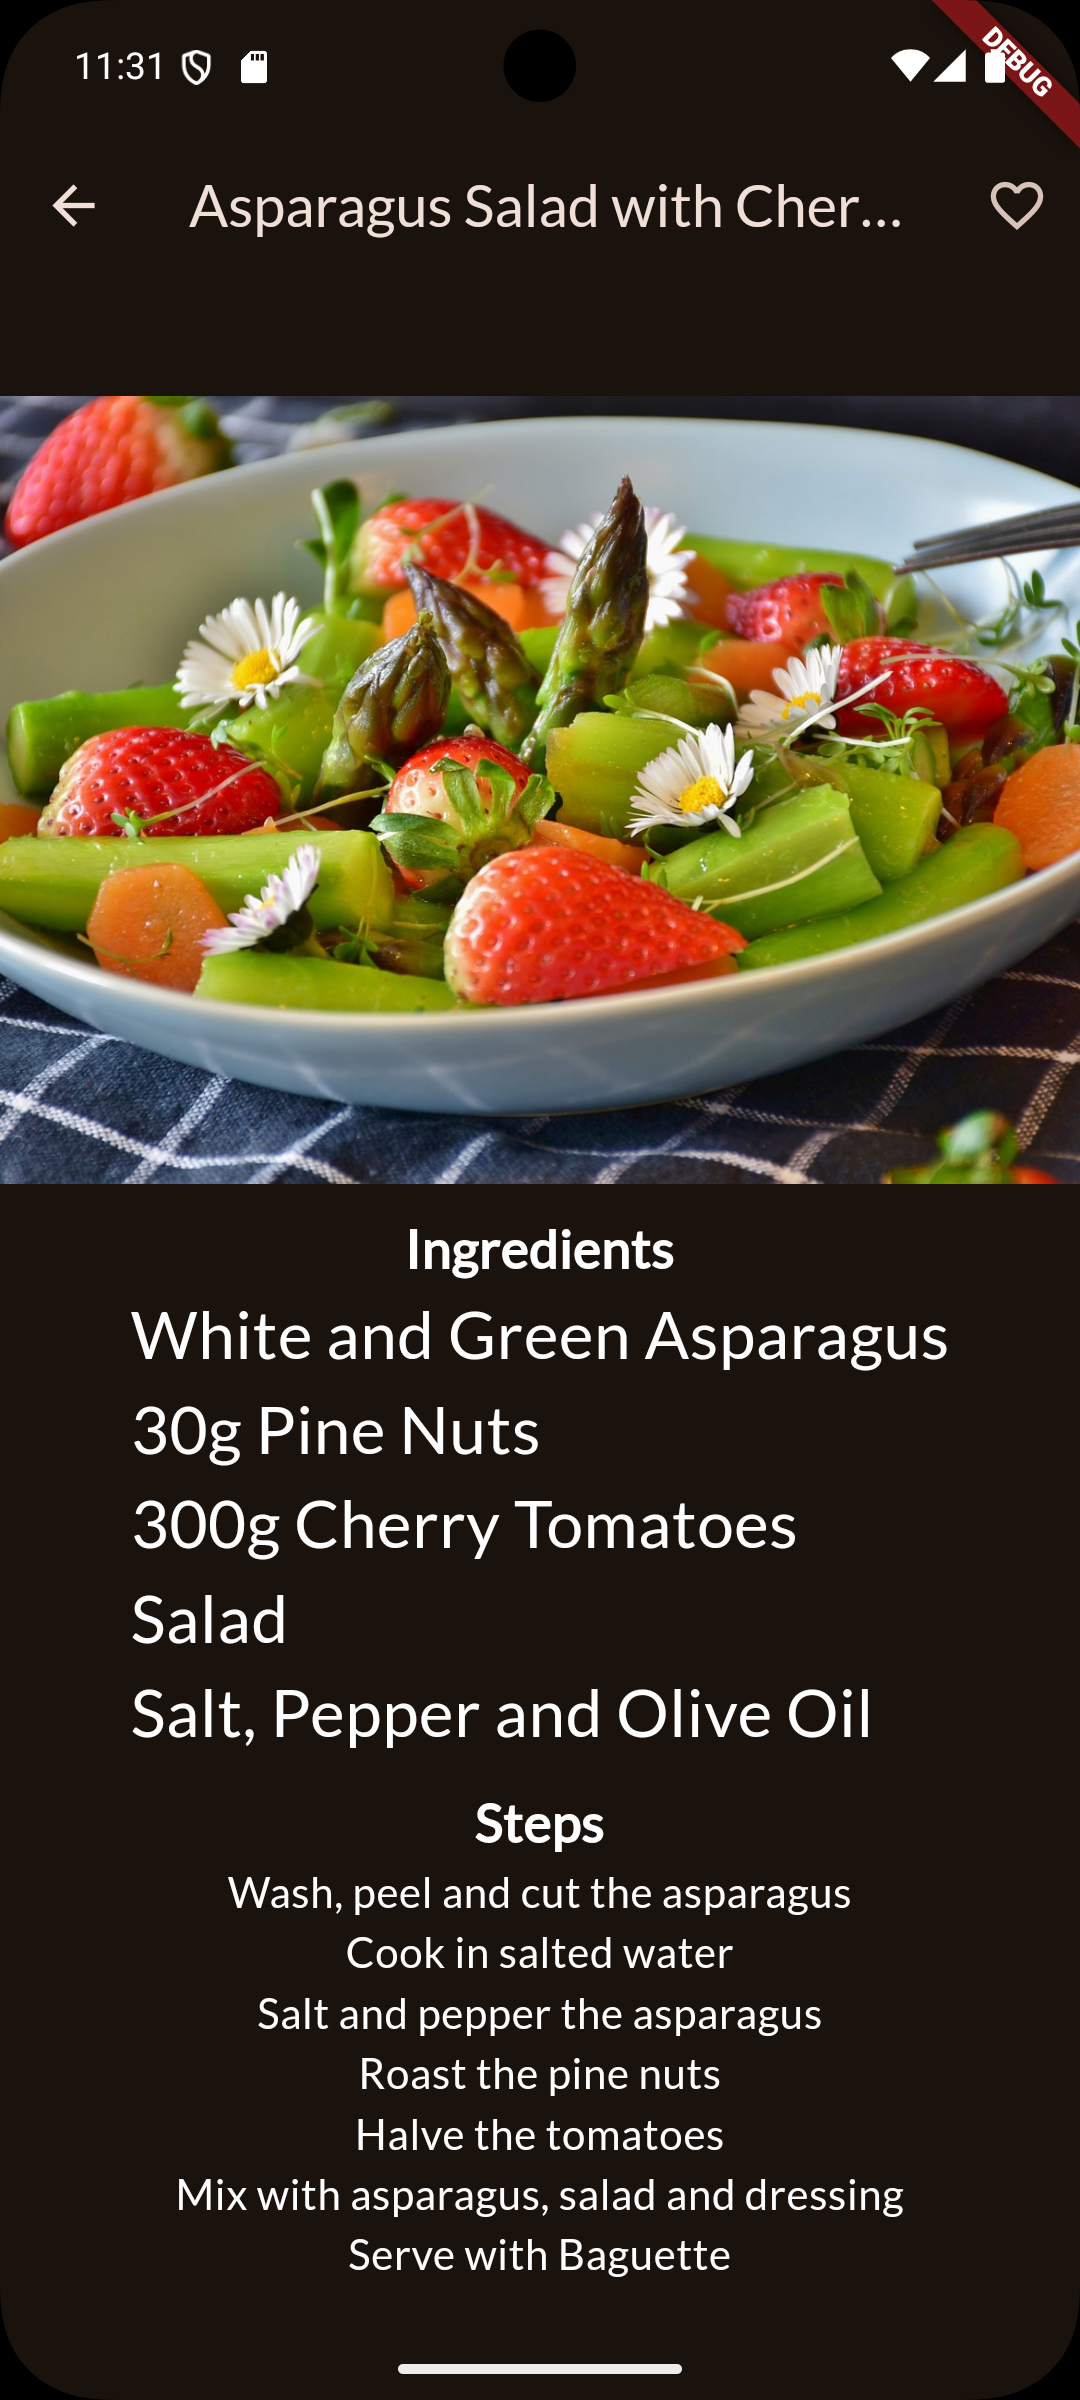 11:31
DEBUG
Asparagus Salad with Cher...
Ingredients
White and Green Asparagus
30g Pine Nuts
300g Cherry Tomatoes
Salad
Salt, Pepper and Olive Oil
Steps
Wash, peel and cut the asparagus
Cook in salted water
Salt and pepper the asparagus
Roast the pine nuts
Halve the tomatoes
Mix with asparagus, salad and dressing
Serve with Baguette